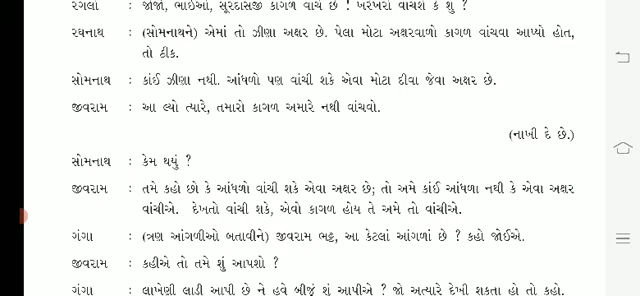 રંગલો : જોજો, ભાઈઓ, સૂરદાસજી કાગળ વાંચે છે ! ખરેખરો વાંચશે કે શું ?
રઘનાથ : (સોમનાથને) એમાં તો ઝીણા અક્ષર છે. પેલા મોટા અક્ષરવાળો કાગળ વાંચવા આપ્યો હોત,
તો ઠીક.
સોમનાથ : કાંઈ ઝીણા નથી. આંધળો પણ વાંચી શકે એવા મોટા દીવા જેવા અક્ષર છે.
જીવરામ : આ લ્યો ત્યારે, તમારો કાગળ અમારે નથી વાંચવો.
(નાખી દે છે.)
સોમનાથ : કેમ થયું ?
જીવરામ : તમે કહો છો કે આંધળો વાંચી શકે એવા અક્ષર છે; તો અમે કાંઈ આંધળા નથી કે એવા અક્ષર
વાંચીએ. દેખતો વાંચી શકે, એવો કાગળ હોય તે અમે તો વાંચીએ.
ગંગા : (ત્રણ આંગળીઓ બતાવીને) જીવરામ ભટ્ટ, આ કેટલાં આંગળાં છે ? કહો જોઈએ.
જીવરામ : કહીએ તો તમે શું આપશો ?
ગંગા : લાખેણી લાડી આપી છે ને હવે બીજું શું આપીએ ? જો અત્યારે દેખી શકતા હો તો કહો.